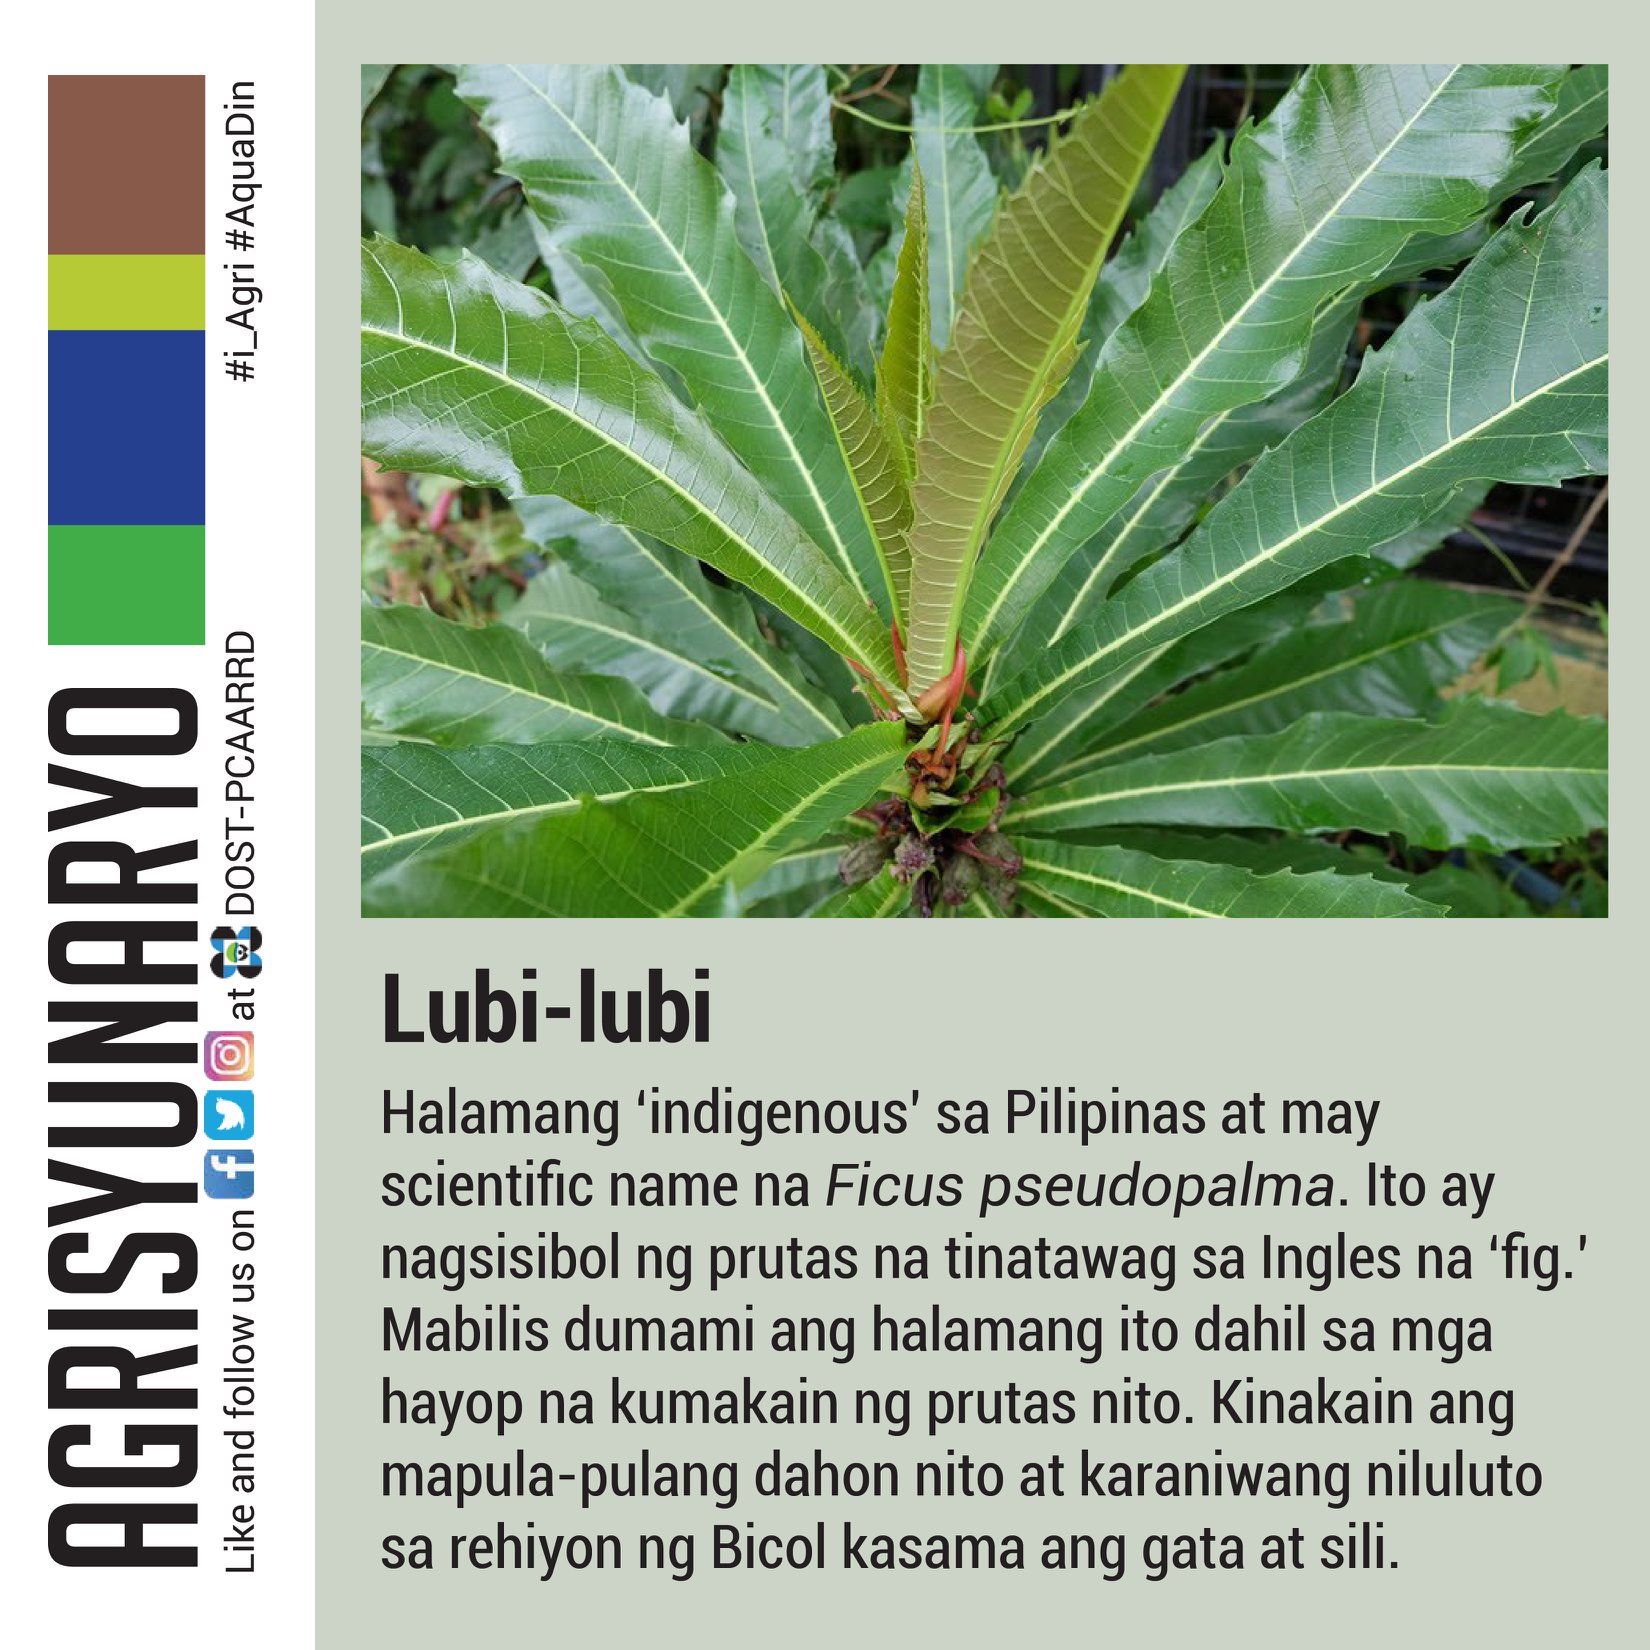 AGRISYUNARYO
Like and follow us on at DOST-PCAARRD
#i_Agri #AquaDin
Lubi-lubi
Halamang ‘indigenous’ sa Pilipinas at may
scientific name na Ficus pseudopalma. Ito ay
nagsisibol ng prutas na tinatawag sa Ingles na ‘fig.’
Mabilis dumami ang halamang ito dahil sa mga
hayop na kumakain ng prutas nito. Kinakain ang
mapula-pulang dahon nito at karaniwang niluluto
sa rehiyon ng Bicol kasama ang gata at sili.